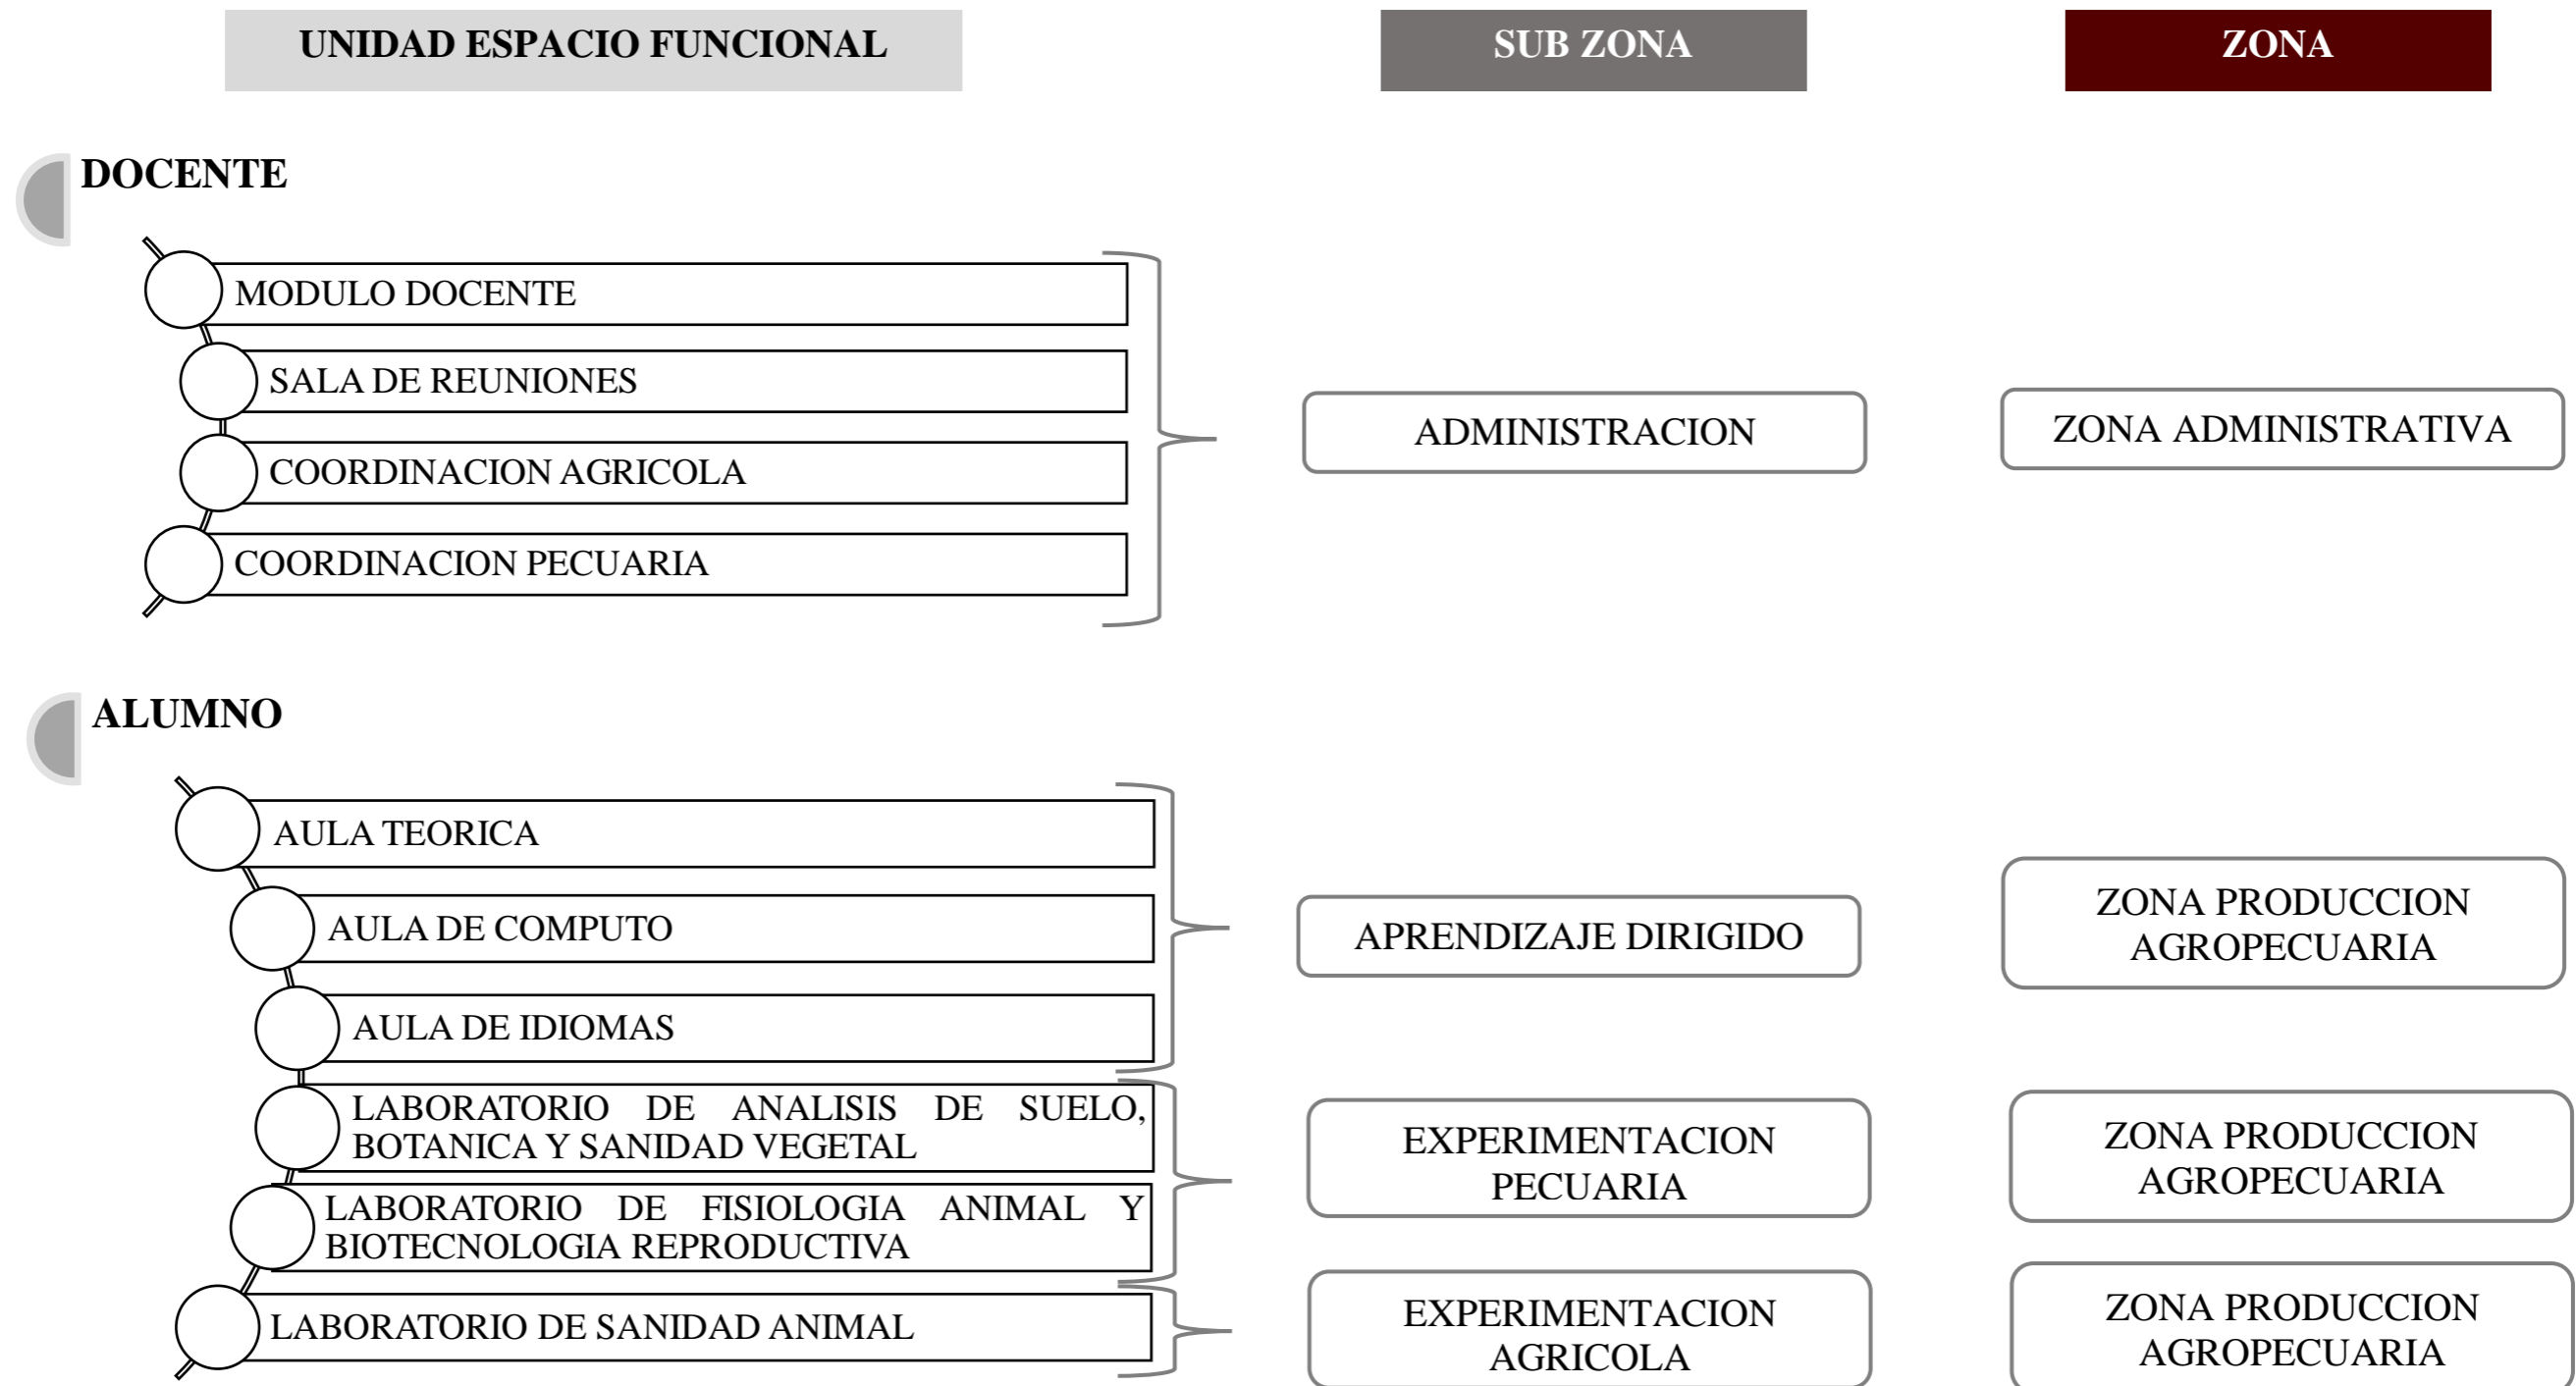 UNIDAD ESPACIO FUNCIONAL
SUB ZONA
ZONA
DOCENTE
MODULO DOCENTE
SALA DE REUNIONES
COORDINACION AGRICOLA
COORDINACION PECUARIA
ADMINISTRACION
ZONA ADMINISTRATIVA
ALUMNO
AULA TEORICA
AULA DE COMPUTO
AULA DE IDIOMAS
APRENDIZAJE DIRIGIDO
ZONA PRODUCCION
AGROPECUARIA
LABORATORIO DE ANALISIS DE SUELO,
BOTANICA Y SANIDAD VEGETAL
LABORATORIO DE FISIOLOGIA ANIMAL Y
BIOTECNOLOGIA REPRODUCTIVA
EXPERIMENTACION
PECUARIA
ZONA PRODUCCION
AGROPECUARIA
LABORATORIO DE SANIDAD ANIMAL
EXPERIMENTACION
AGRICOLA
ZONA PRODUCCION
AGROPECUARIA